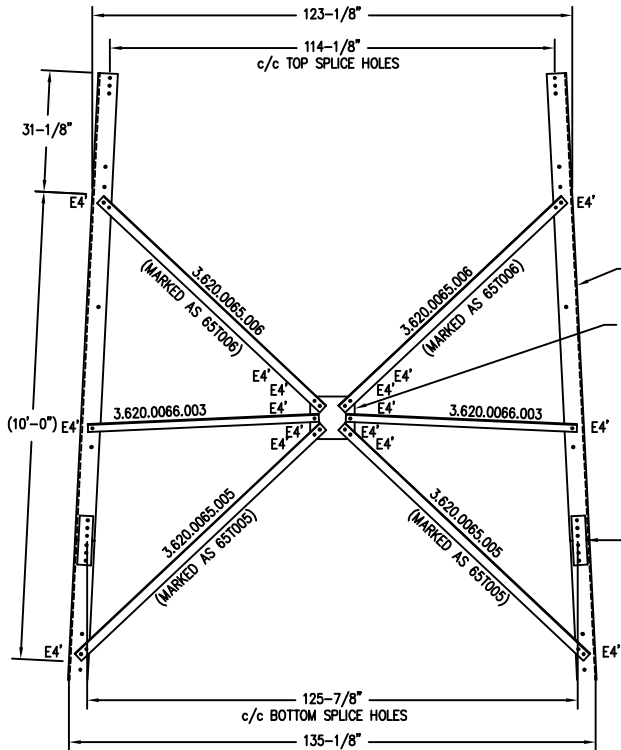 123-1/8"
114-1/8"
c/c TOP SPLICE HOLES
31-1/8"
E4'
E4'
3.620.0065.006
(MARKED AS 65T006)
3.620.0065.006
(MARKED AS 65T006)
E4'
E4'
E4'
E4'
E4'
E4'
(10'-0")
E4'
3.620.0066.003
3.620.0066.003
E4'
E4'
E4'
E4'
E4'
3.620.0065.005
(MARKED AS 65T005)
3.620.0065.005
(MARKED AS 65T005)
E4'
E4'
125-7/8"
c/c BOTTOM SPLICE HOLES
135-1/8"